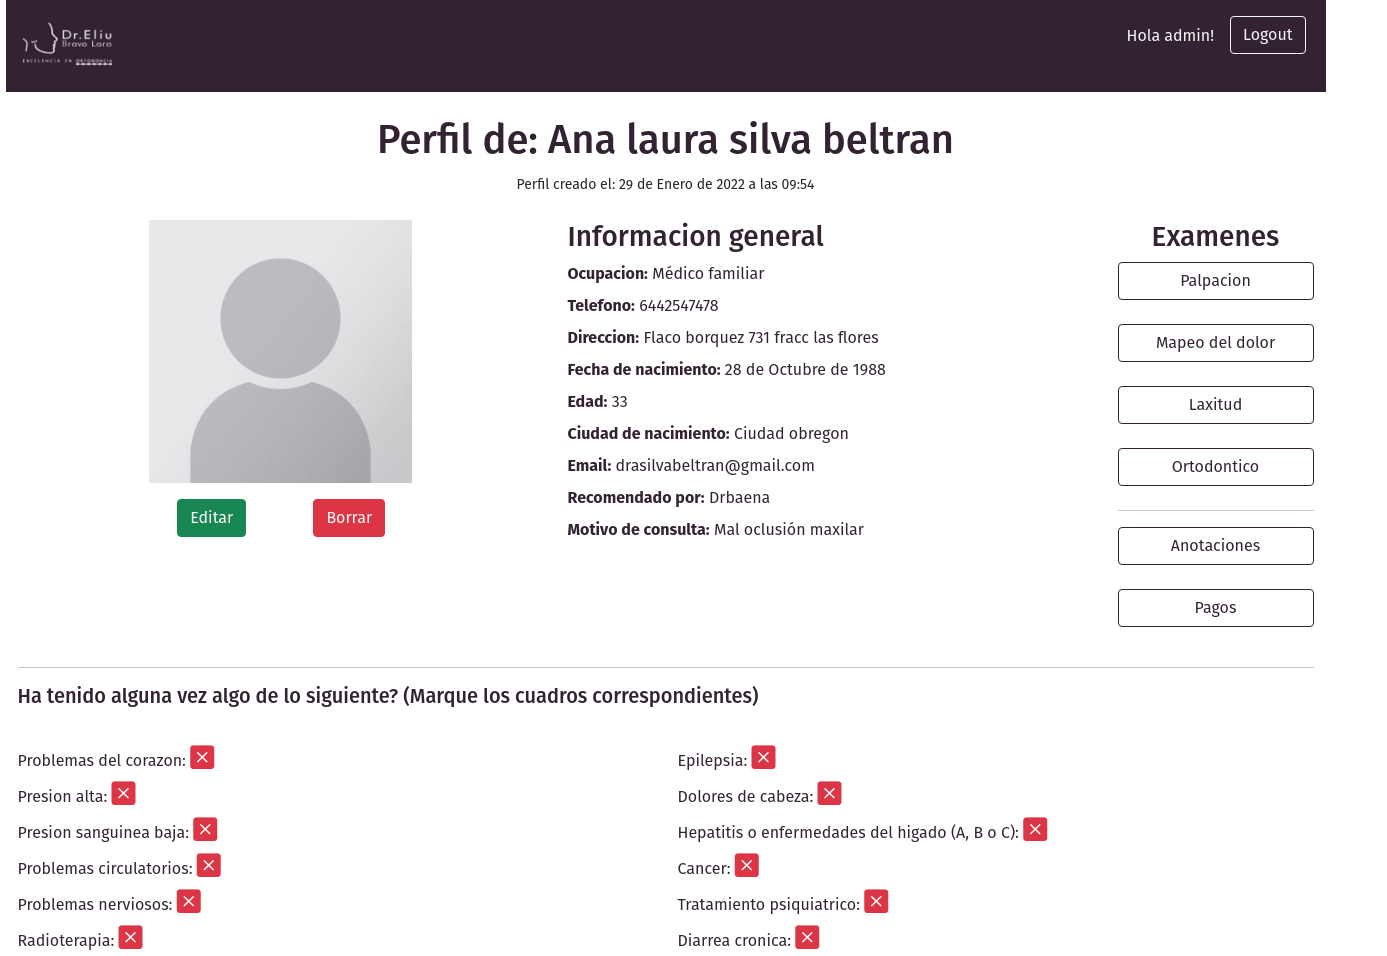 Dr.Eliu
Bravo Lara
EXCELENCIA EN ORTODONCIA
Hola admin!
Logout
Perfil de: Ana laura silva beltran
Perfil creado el: 29 de Enero de 2022 a las 09:54
Editar
Borrar
Informacion general
Ocupacion: Médico familiar
Telefono: 6442547478
Direccion: Flaco borquez 731 fracc las flores
Fecha de nacimiento: 28 de Octubre de 1988
Edad: 33
Ciudad de nacimiento: Ciudad obregon
Email: drasilvabeltran@gmail.com
Recomendado por: Drbaena
Motivo de consulta: Mal oclusión maxilar
Examenes
Palpacion
Mapeo del dolor
Laxitud
Ortodontico
Anotaciones
Pagos
Ha tenido alguna vez algo de lo siguiente? (Marque los cuadros correspondientes)
Problemas del corazon:
Presion alta:
Presion sanguinea baja:
Problemas circulatorios:
Problemas nerviosos:
Radioterapia:
Epilepsia:
Dolores de cabeza:
Hepatitis o enfermedades del higado (A, B o C):
Cancer:
Tratamiento psiquiatrico:
Diarrea cronica: